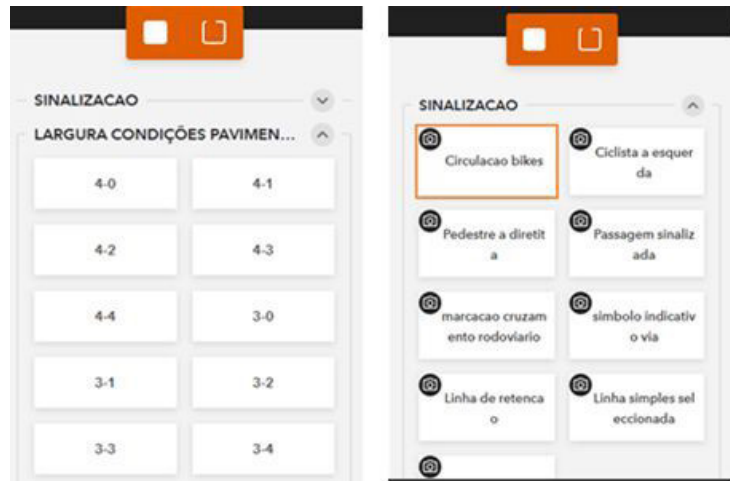 SINALIZACAO
LARGURA CONDIÇÕES PAVIMEN...
4-0
4-1
4-2
4-3
4-4
3-0
3-1
3-2
3-3
3-4
SINALIZACAO
Circulacao bikes
Ciclista a esquer
da
Pedestre a diretit
a
Passagem sinaliz
ada
marcacao cruzam
ento rodoviario
simbolo indicativ
o via
Linha de retenca
o
Linha simples sel
eccionada